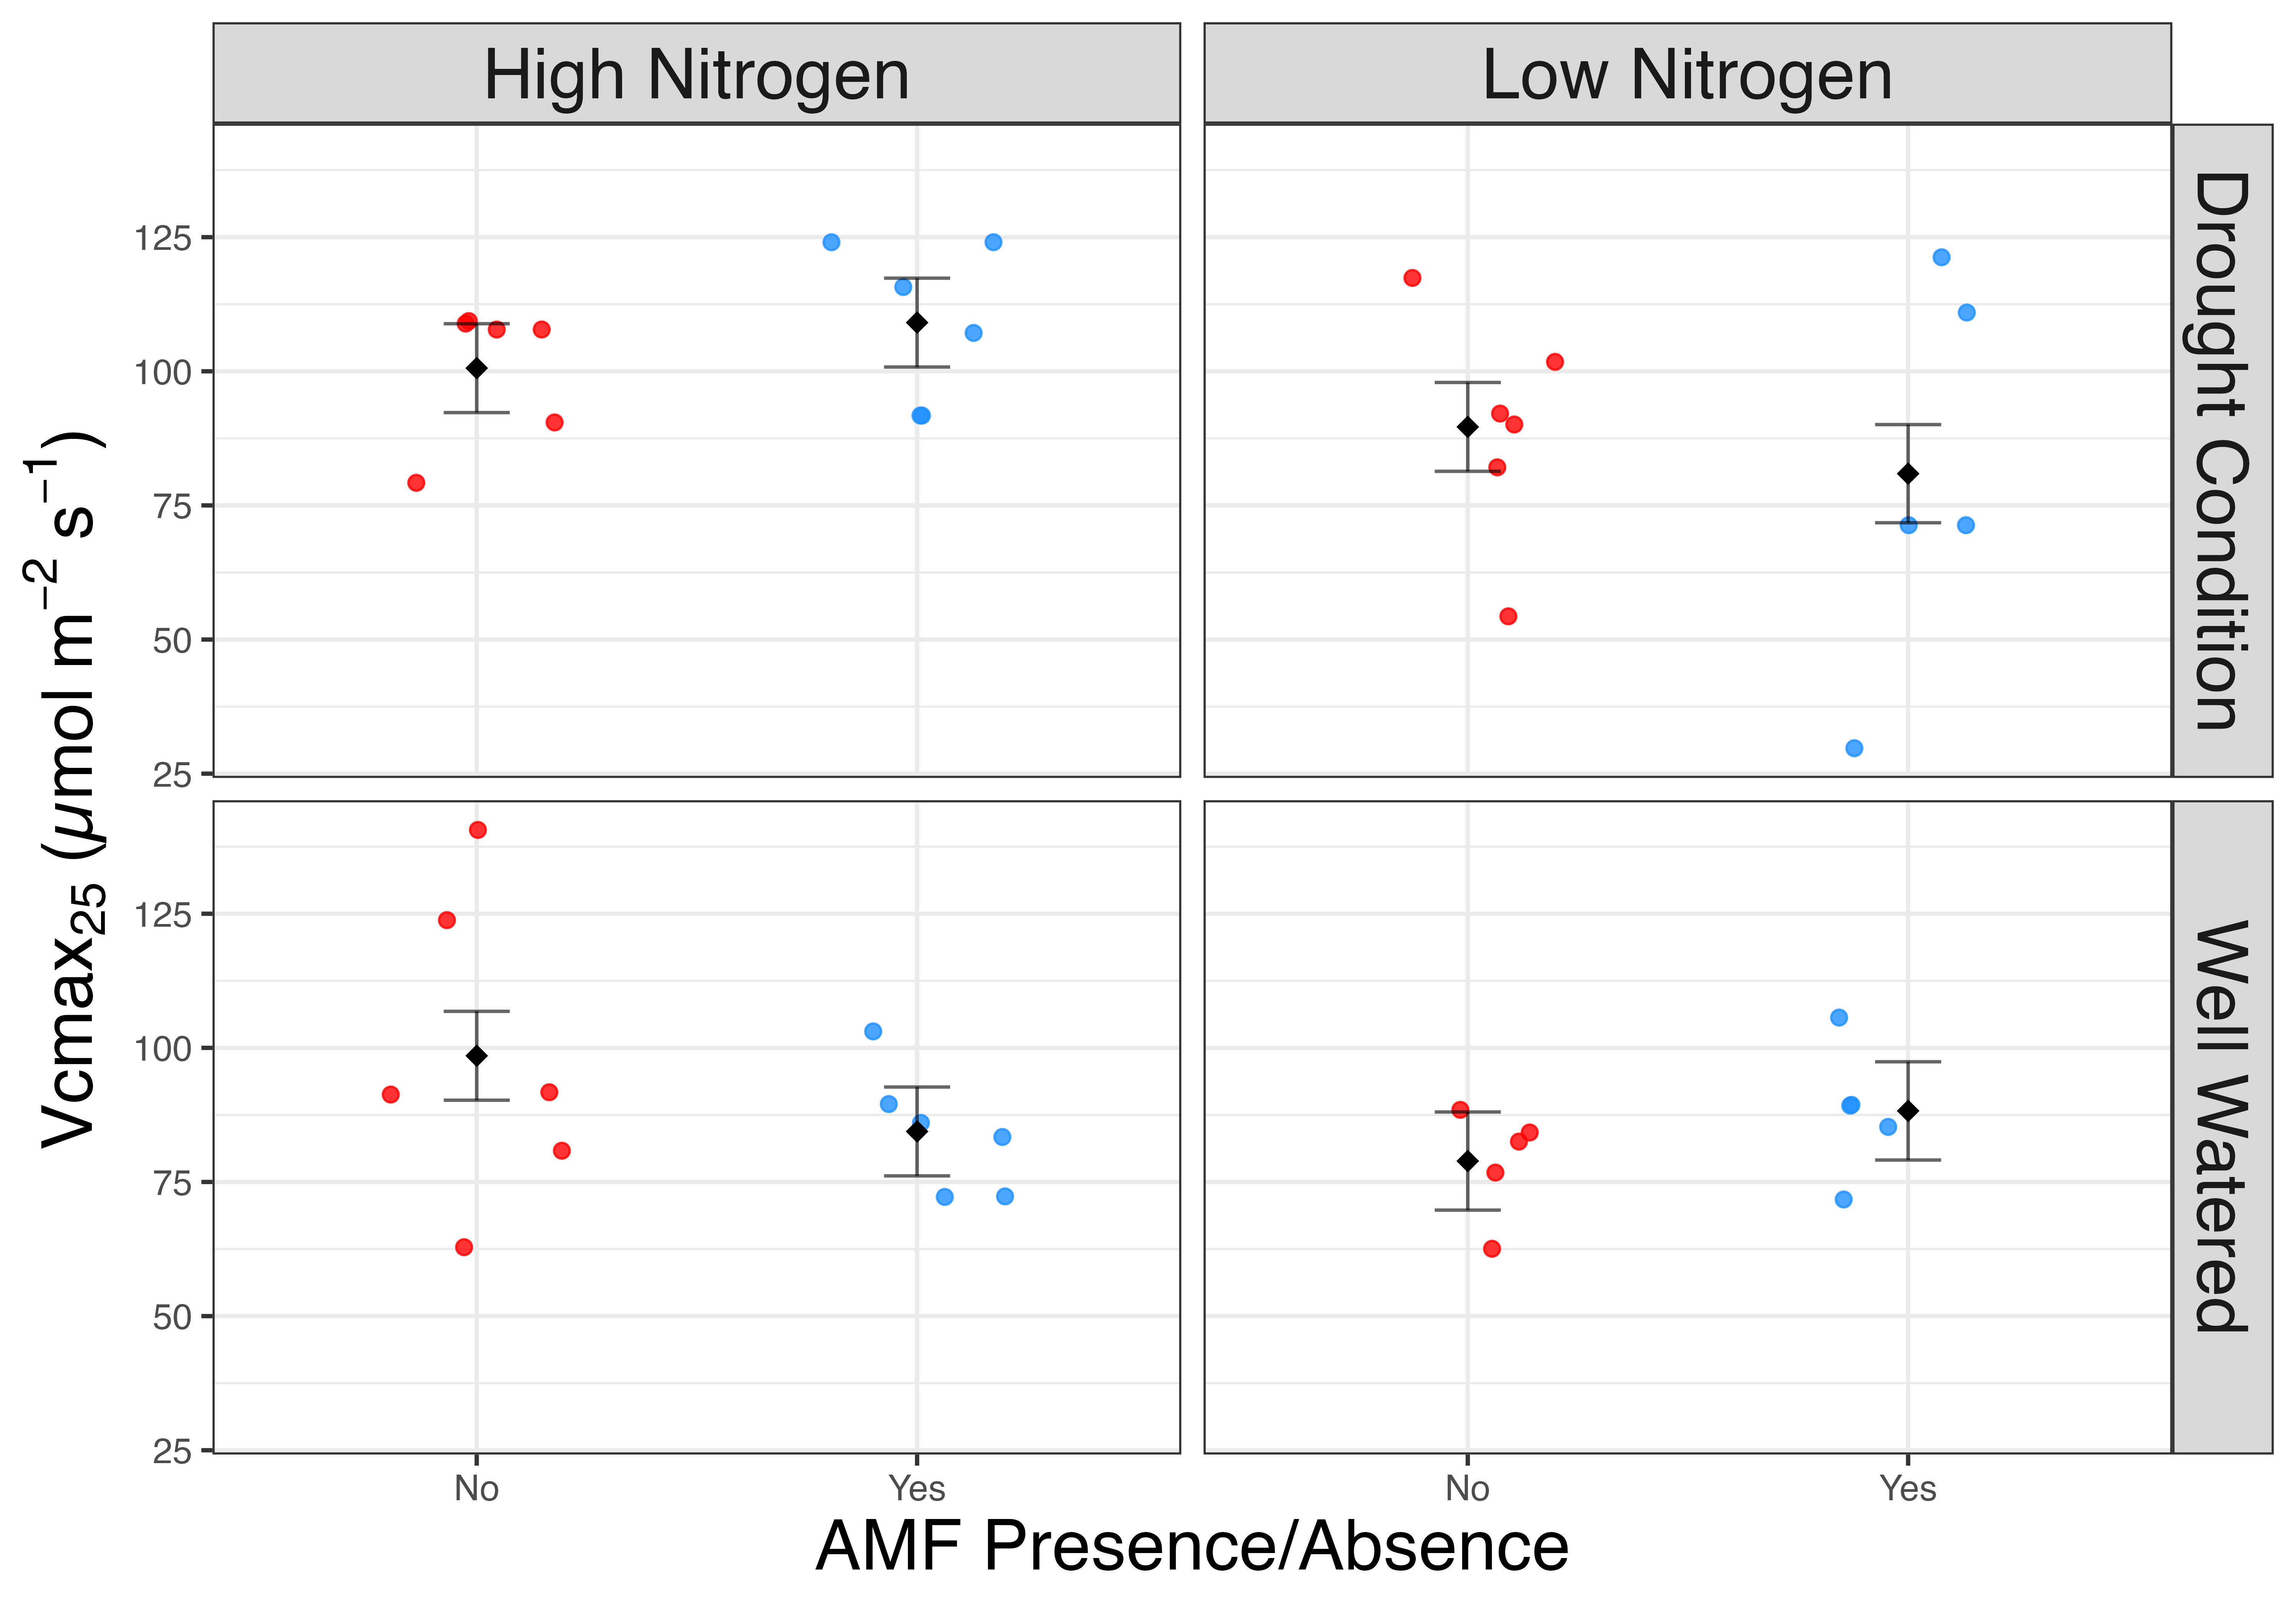 High Nitrogen
Low Nitrogen
Drought Condition
Well Watered
Vcmax₂₅ (μmol m⁻² s⁻¹)
125
100
75
50
25
125
100
75
50
25
No
Yes
No
Yes
AMF Presence/Absence